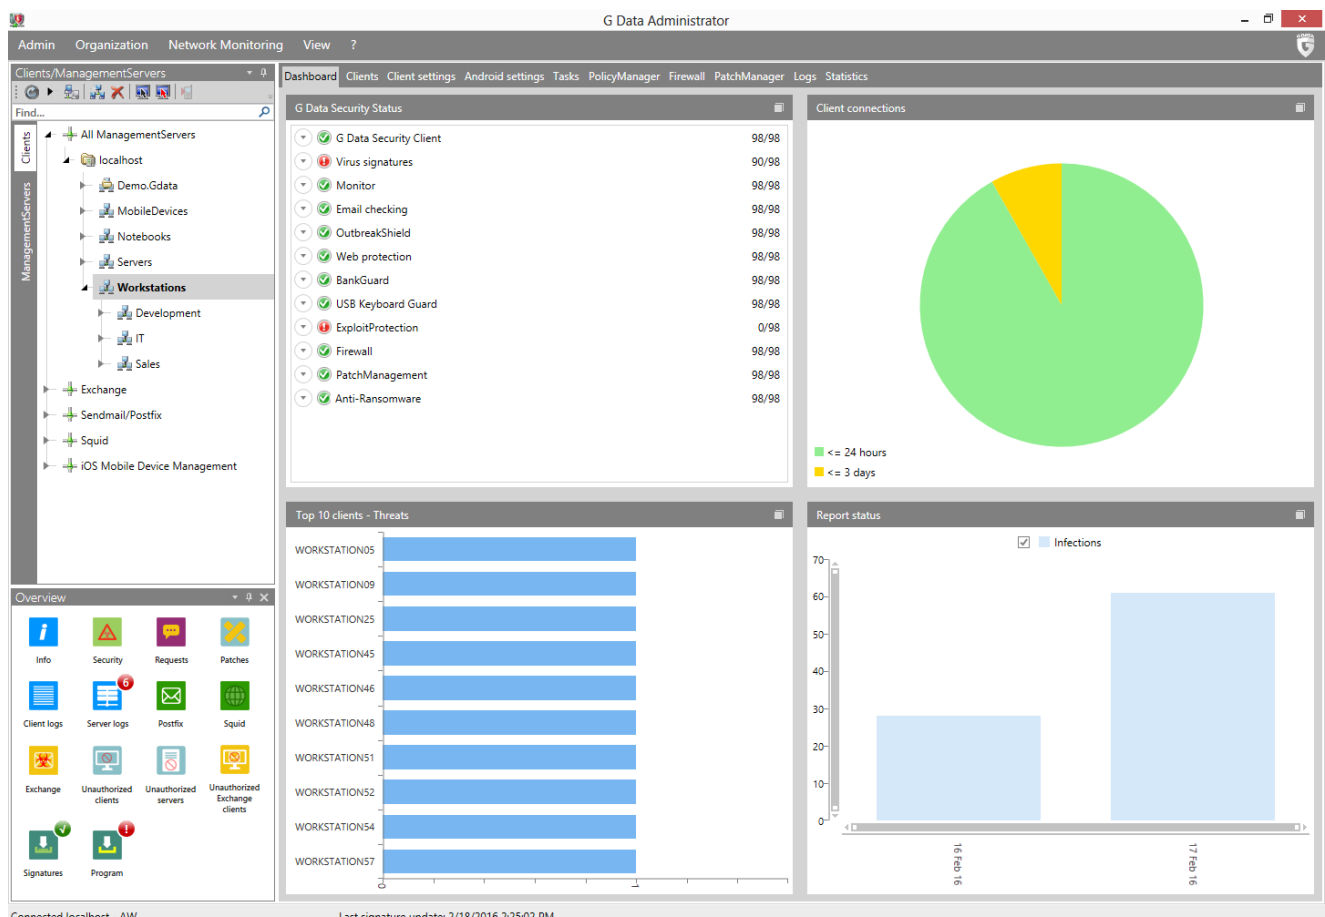 G Data Administrator
Admin Organization Network Monitoring View ?
Clients/ManagementServers
Find...
Clients
ManagementServers
All ManagementServers
localhost
Demo.Gdata
MobileDevices
Notebooks
Servers
Workstations
Development
IT
Sales
Exchange
Sendmail/Postfix
Squid
iOS Mobile Device Management
Overview
Info Security Requests Patches
6
Client logs Server logs Postfix Squid
Exchange Unauthorized clients Unauthorized servers Unauthorized Exchange clients
Signatures Program
Dashboard Clients Client settings Android settings Tasks PolicyManager Firewall PatchManager Logs Statistics
G Data Security Status
G Data Security Client 98/98
Virus signatures 90/98
Monitor 98/98
Email checking 98/98
OutbreakShield 98/98
Web protection 98/98
BankGuard 98/98
USB Keyboard Guard 98/98
ExploitProtection 0/98
Firewall 98/98
PatchManagement 98/98
Anti-Ransomware 98/98
Client connections
<= 24 hours
<= 3 days
Top 10 clients - Threats
WORKSTATION05
WORKSTATION09
WORKSTATION25
WORKSTATION45
WORKSTATION46
WORKSTATION48
WORKSTATION51
WORKSTATION52
WORKSTATION54
WORKSTATION57
0 1
Report status
Infections
70
60
50
40
30
20
10
0
16 Feb 16
17 Feb 16
Connected localhost - AW Last signature update: 2/18/2016 2:25:02 PM